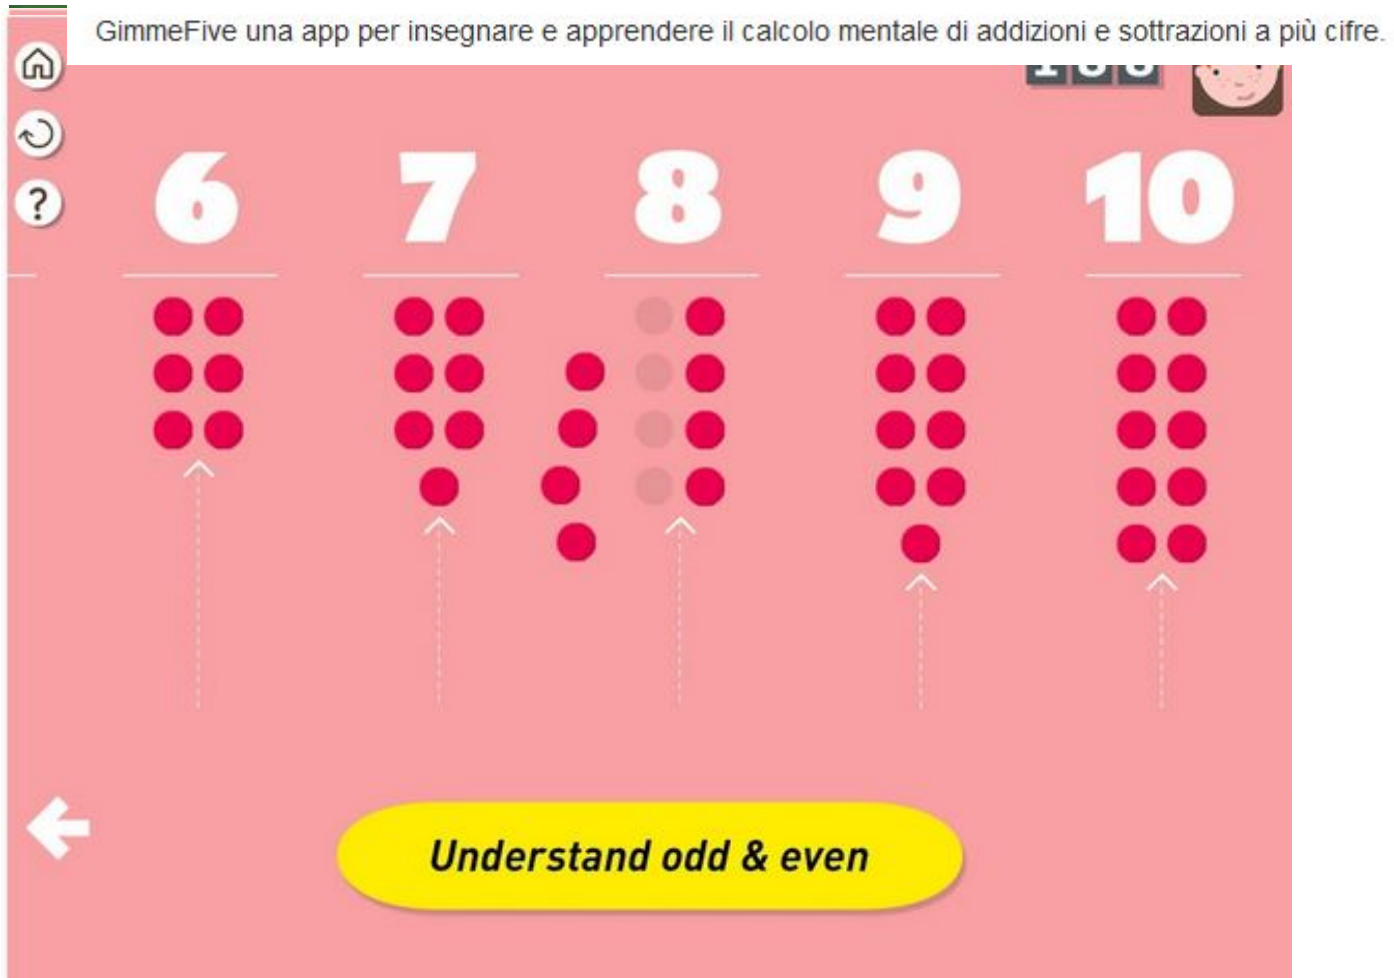 GimmeFive una app per insegnare e apprendere il calcolo mentale di addizioni e sottrazioni a più cifre.
?
6 7 8 9 10
Understand odd & even